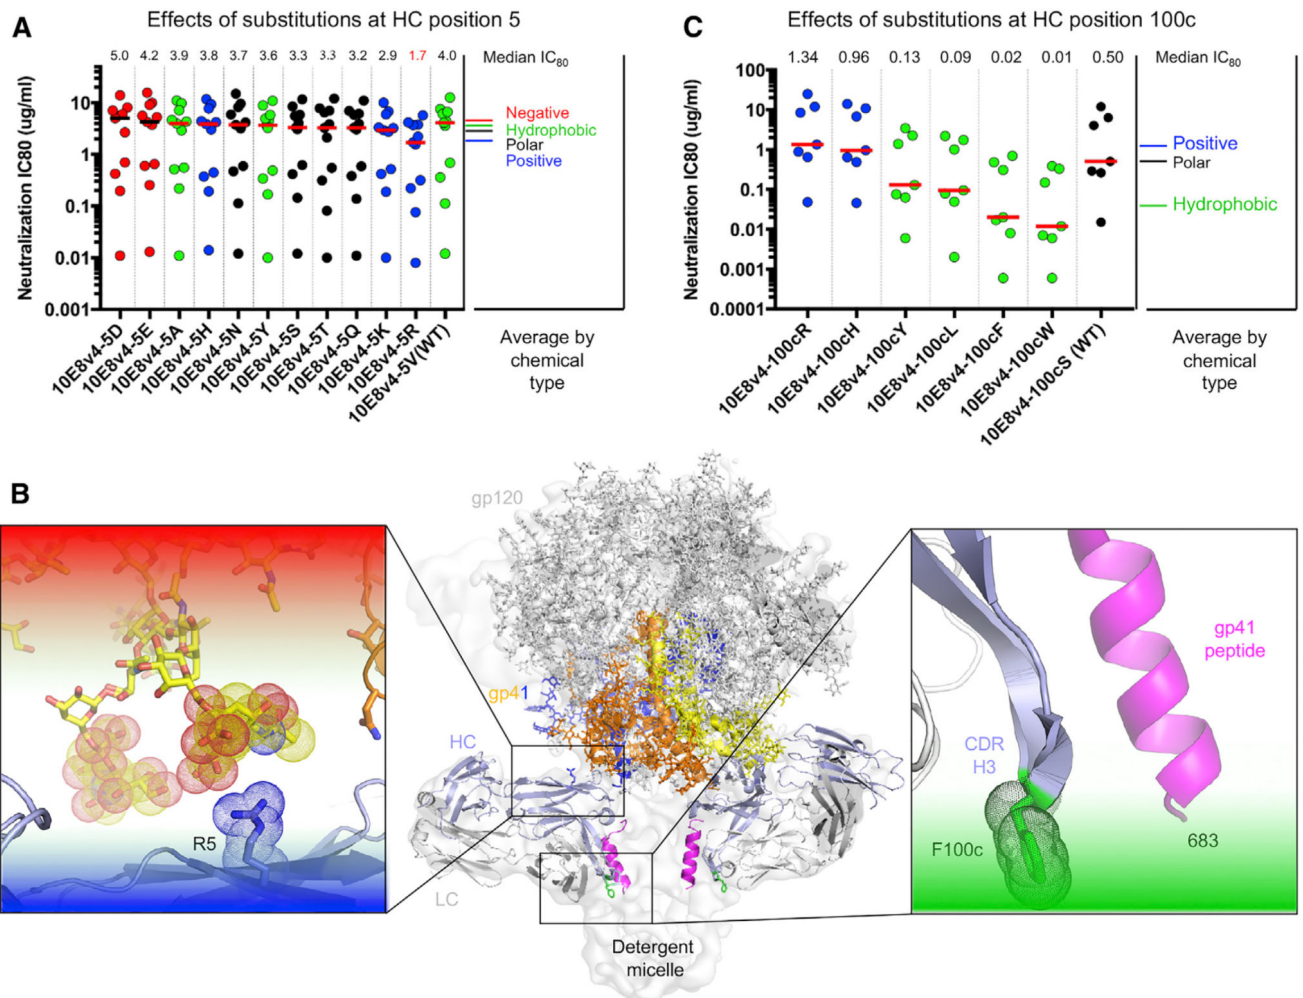 A
Effects of substitutions at HC position 5
5.0 4.2 3.9 3.8 3.7 3.6 3.3 3.3 3.2 2.9 1.7 4.0
Median IC80
Neutralization IC80 (ug/ml)
10
1
0.1
0.01
0.001
Negative
Hydrophobic
Polar
Positive
10E8v4-5D
10E8v4-5E
10E8v4-5A
10E8v4-5H
10E8v4-5N
10E8v4-5Y
10E8v4-5S
10E8v4-5T
10E8v4-5Q
10E8v4-5K
10E8v4-5R
10E8v4-5V(WT)
Average by
chemical
type
C
Effects of substitutions at HC position 100c
1.34 0.96 0.13 0.09 0.02 0.01 0.50
Median IC80
Neutralization IC80 (ug/ml)
100
10
1
0.1
0.01
0.001
0.0001
Positive
Polar
Hydrophobic
10E8v4-100cR
10E8v4-100cH
10E8v4-100cY
10E8v4-100cL
10E8v4-100cF
10E8v4-100cW
10E8v4-100cS (WT)
Average by
chemical
type
B
R5
gp120
gp41
HC
LC
Detergent
micelle
gp41
peptide
CDR
H3
F100c
683